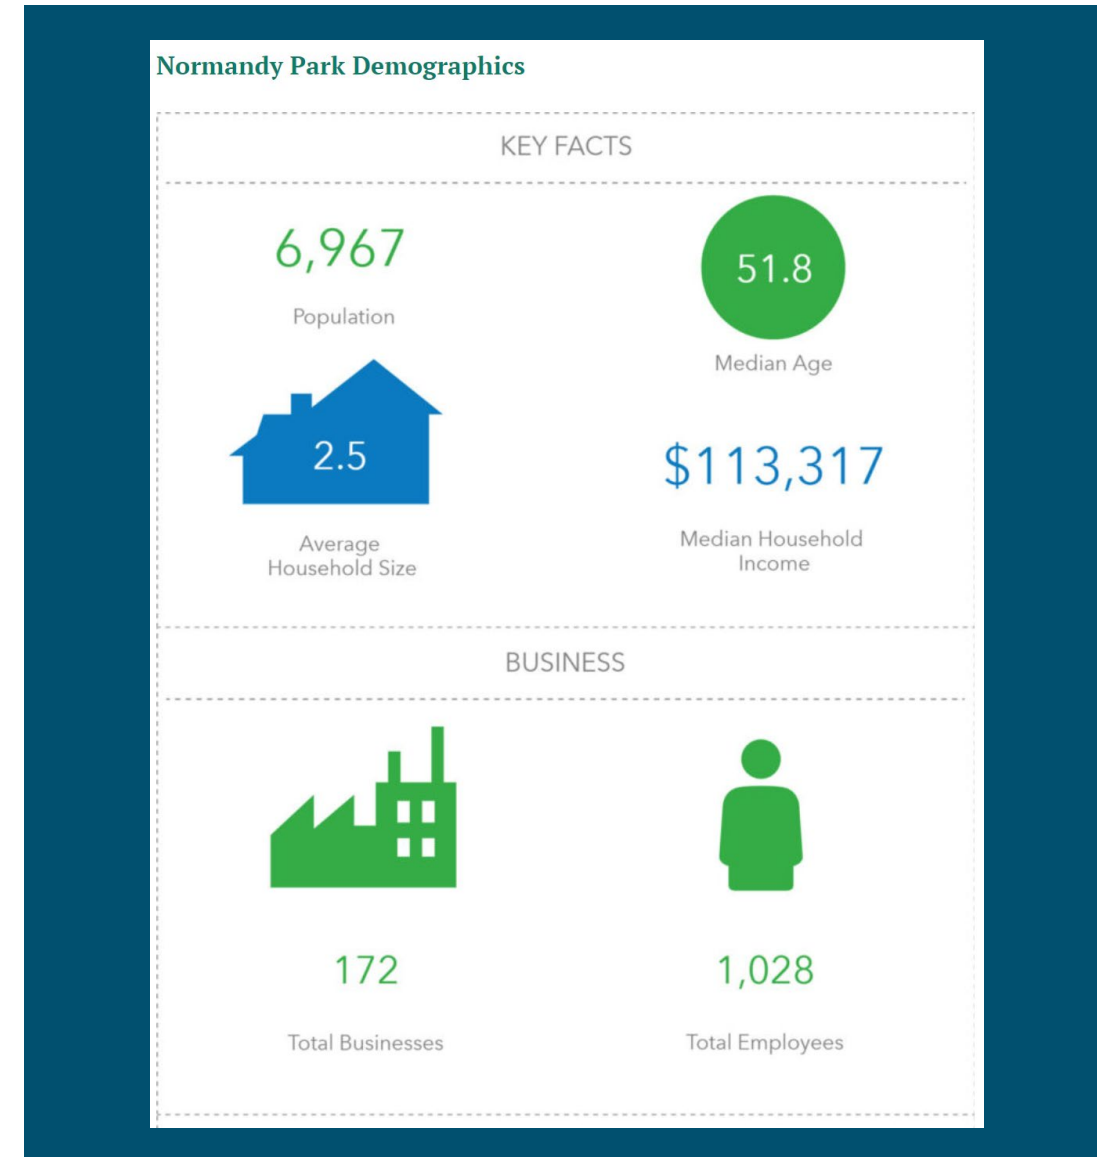 Normandy Park Demographics
KEY FACTS
6,967
Population
51.8
Median Age
2.5
Average
Household Size
$113,317
Median Household
Income
BUSINESS
172
Total Businesses
1,028
Total Employees